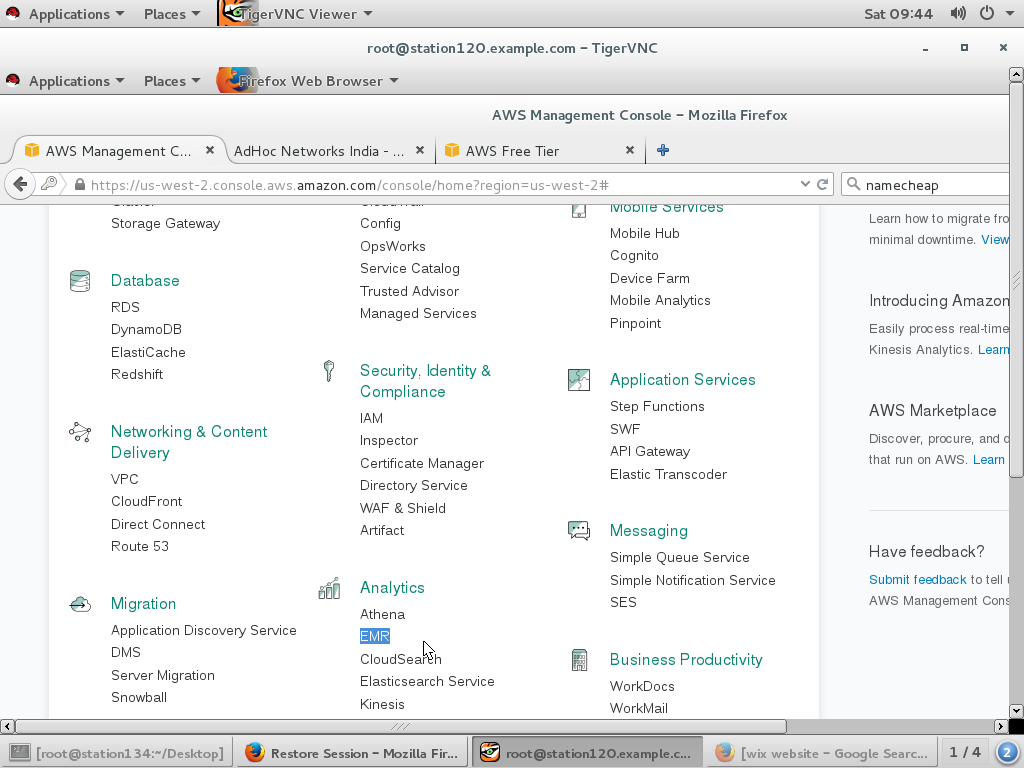 Applications Places TigerVNC Viewer Sat 09:44
root@station120.example.com – TigerVNC
Applications Places Firefox Web Browser
AWS Management Console – Mozilla Firefox
AWS Management C... AdHoc Networks India - ... AWS Free Tier
https://us-west-2.console.aws.amazon.com/console/home?region=us-west-2# namecheap
Storage Gateway
Database
RDS
DynamoDB
ElastiCache
Redshift
Networking & Content
Delivery
VPC
CloudFront
Direct Connect
Route 53
Migration
Application Discovery Service
DMS
Server Migration
Snowball
Config
OpsWorks
Service Catalog
Trusted Advisor
Managed Services
Security, Identity &
Compliance
IAM
Inspector
Certificate Manager
Directory Service
WAF & Shield
Artifact
Analytics
Athena
EMR
CloudSearch
Elasticsearch Service
Kinesis
Mobile Services
Mobile Hub
Cognito
Device Farm
Mobile Analytics
Pinpoint
Application Services
Step Functions
SWF
API Gateway
Elastic Transcoder
Messaging
Simple Queue Service
Simple Notification Service
SES
Business Productivity
WorkDocs
WorkMail
Learn how to migrate fro
minimal downtime. View
Introducing Amazon
Easily process real-time
Kinesis Analytics. Learn
AWS Marketplace
Discover, procure, and d
that run on AWS. Learn
Have feedback?
Submit feedback to tell
AWS Management Cons
[root@station134:~/Desktop] Restore Session – Mozilla Fir... root@station120.example.c... [wix website – Google Searc... 1 / 4 2